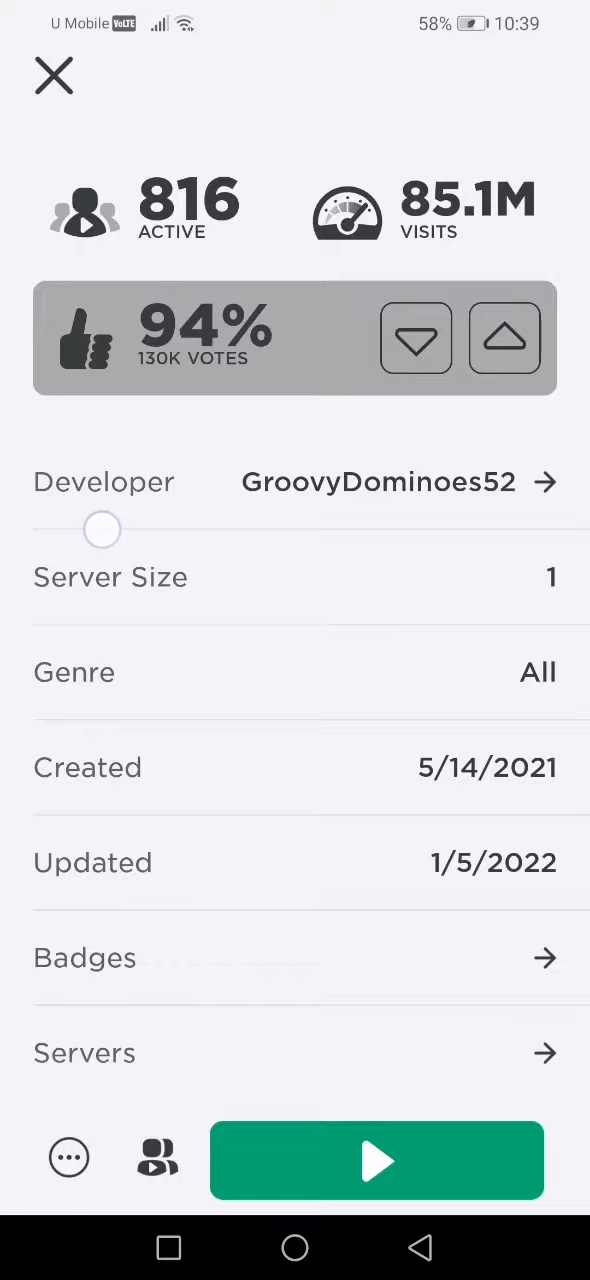 U Mobile VoLTE 58% 10:39
816 85.1M
ACTIVE VISITS
94%
130K VOTES
Developer GroovyDominoes52
Server Size 1
Genre All
Created 5/14/2021
Updated 1/5/2022
Badges
Servers